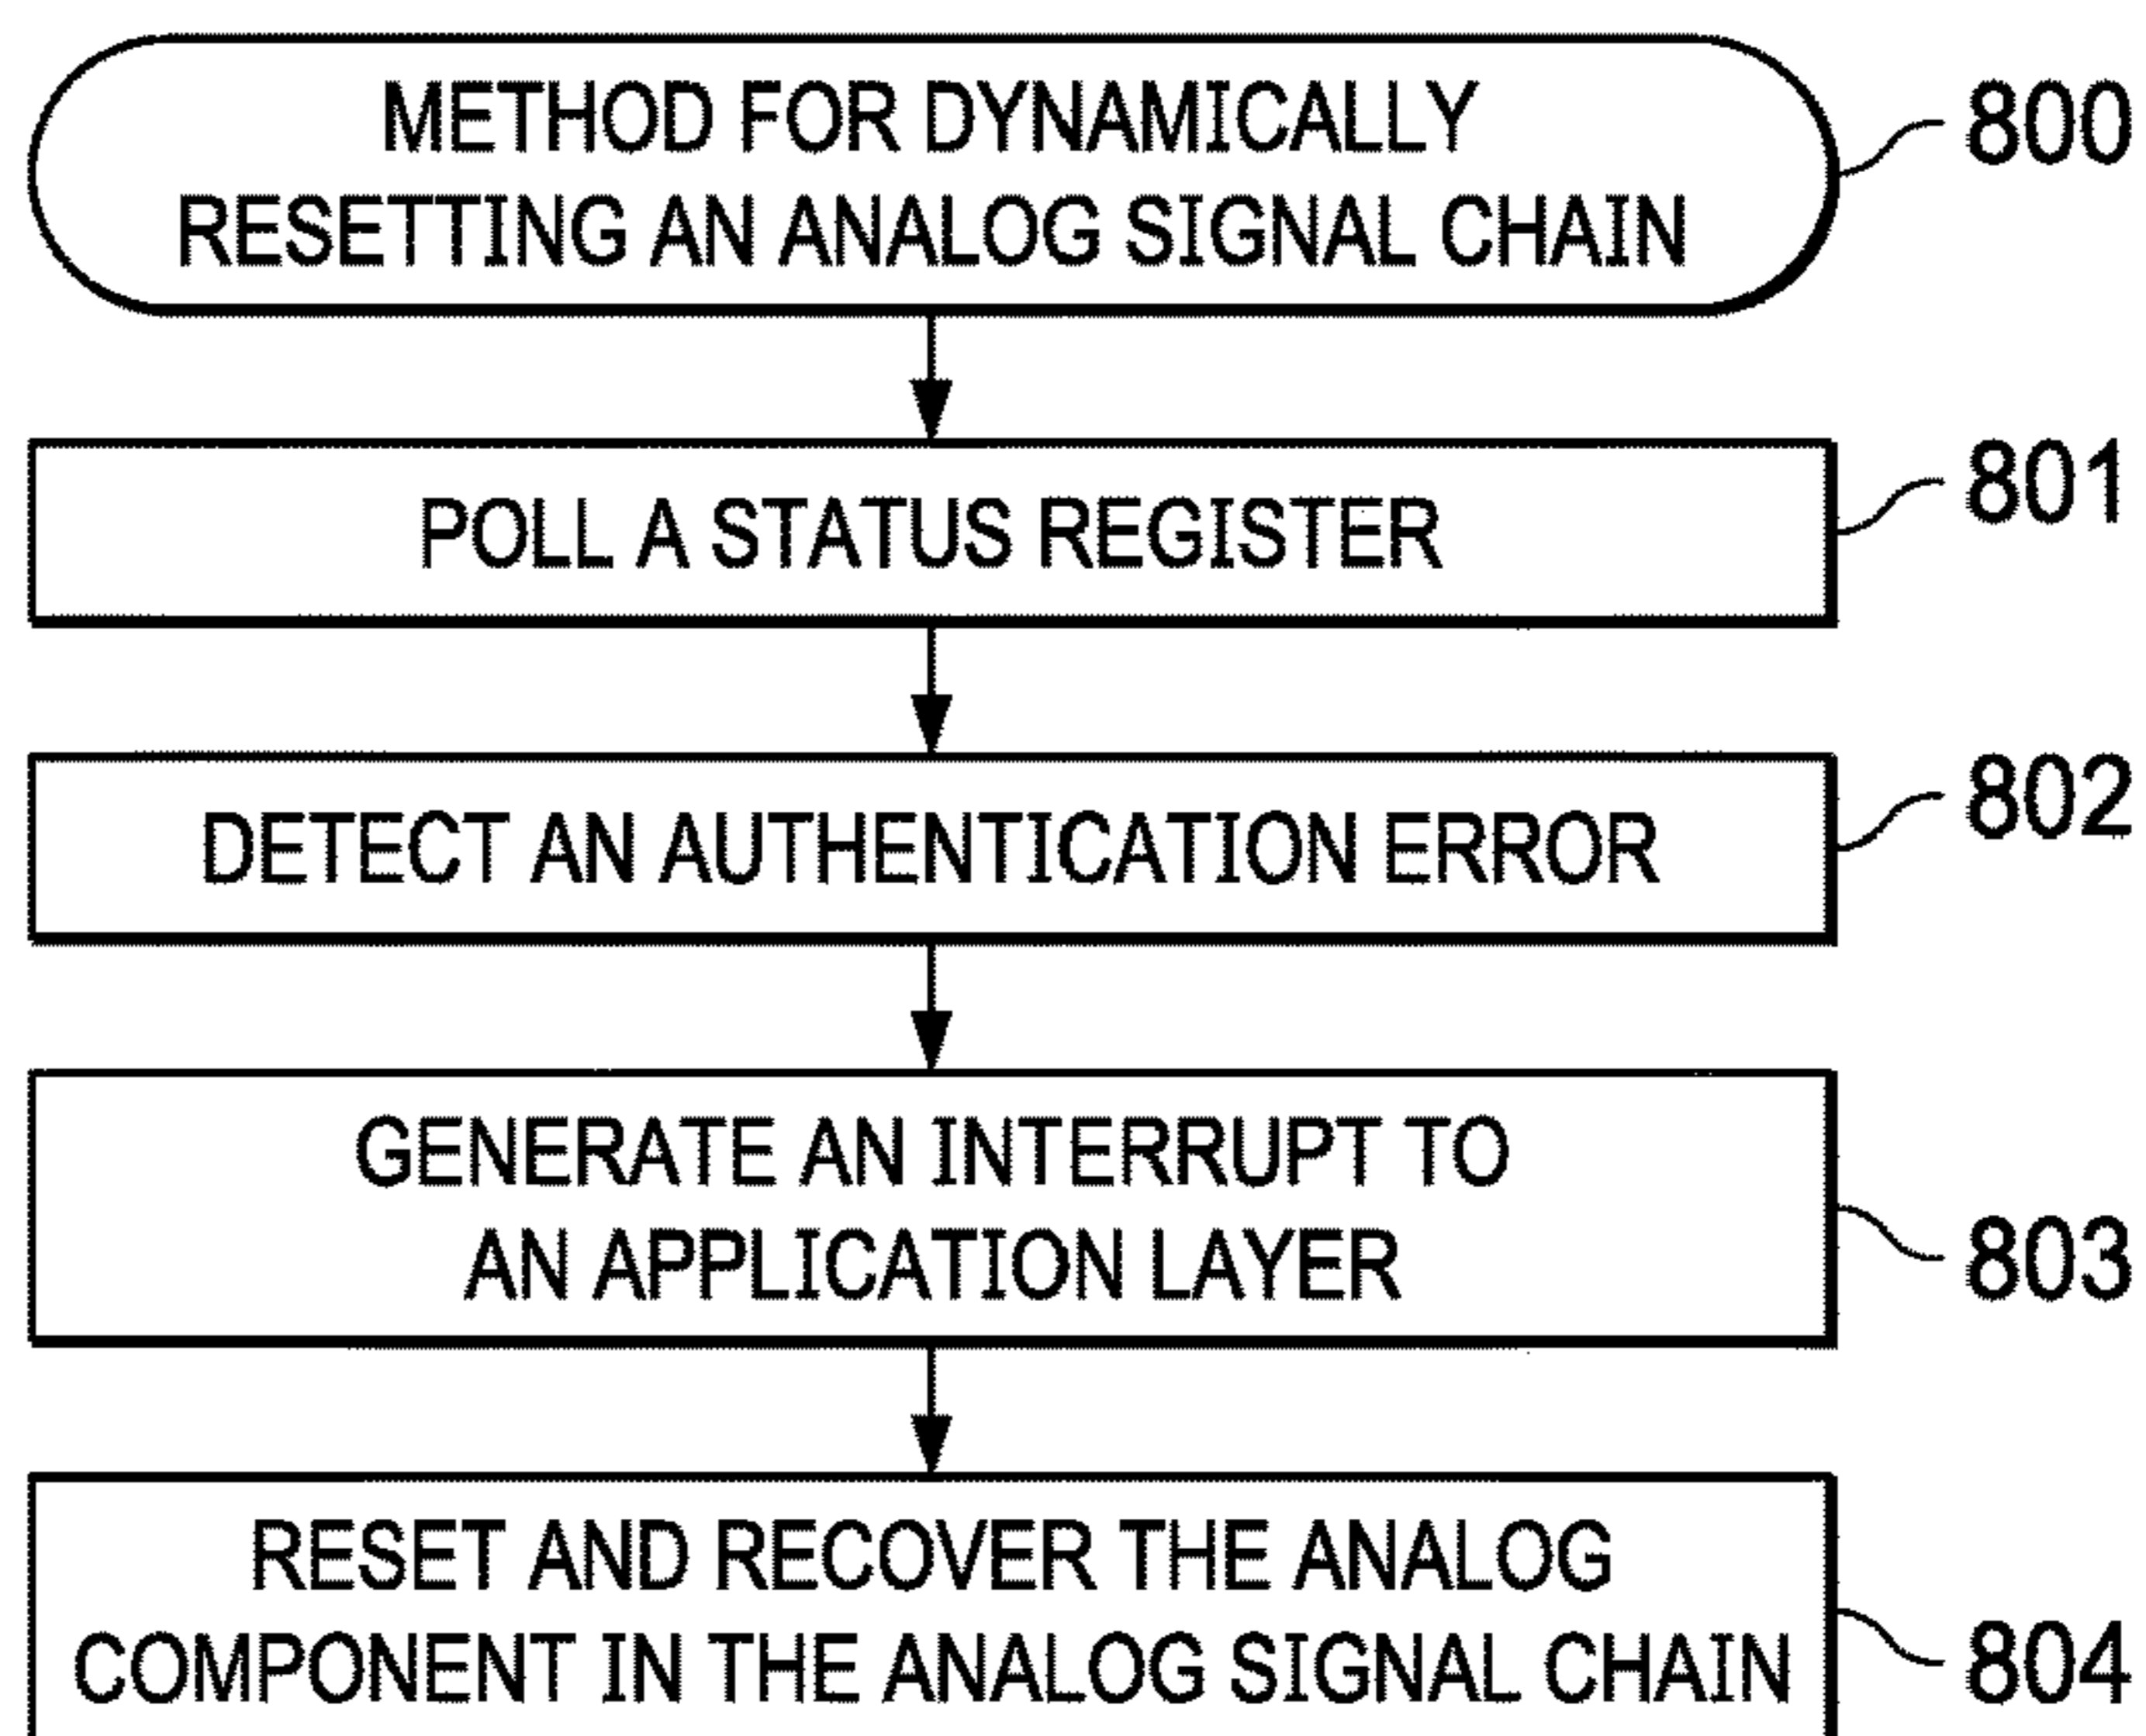 METHOD FOR DYNAMICALLY
RESETTING AN ANALOG SIGNAL CHAIN
800
POLL A STATUS REGISTER
801
DETECT AN AUTHENTICATION ERROR
802
GENERATE AN INTERRUPT TO
AN APPLICATION LAYER
803
RESET AND RECOVER THE ANALOG
COMPONENT IN THE ANALOG SIGNAL CHAIN
804